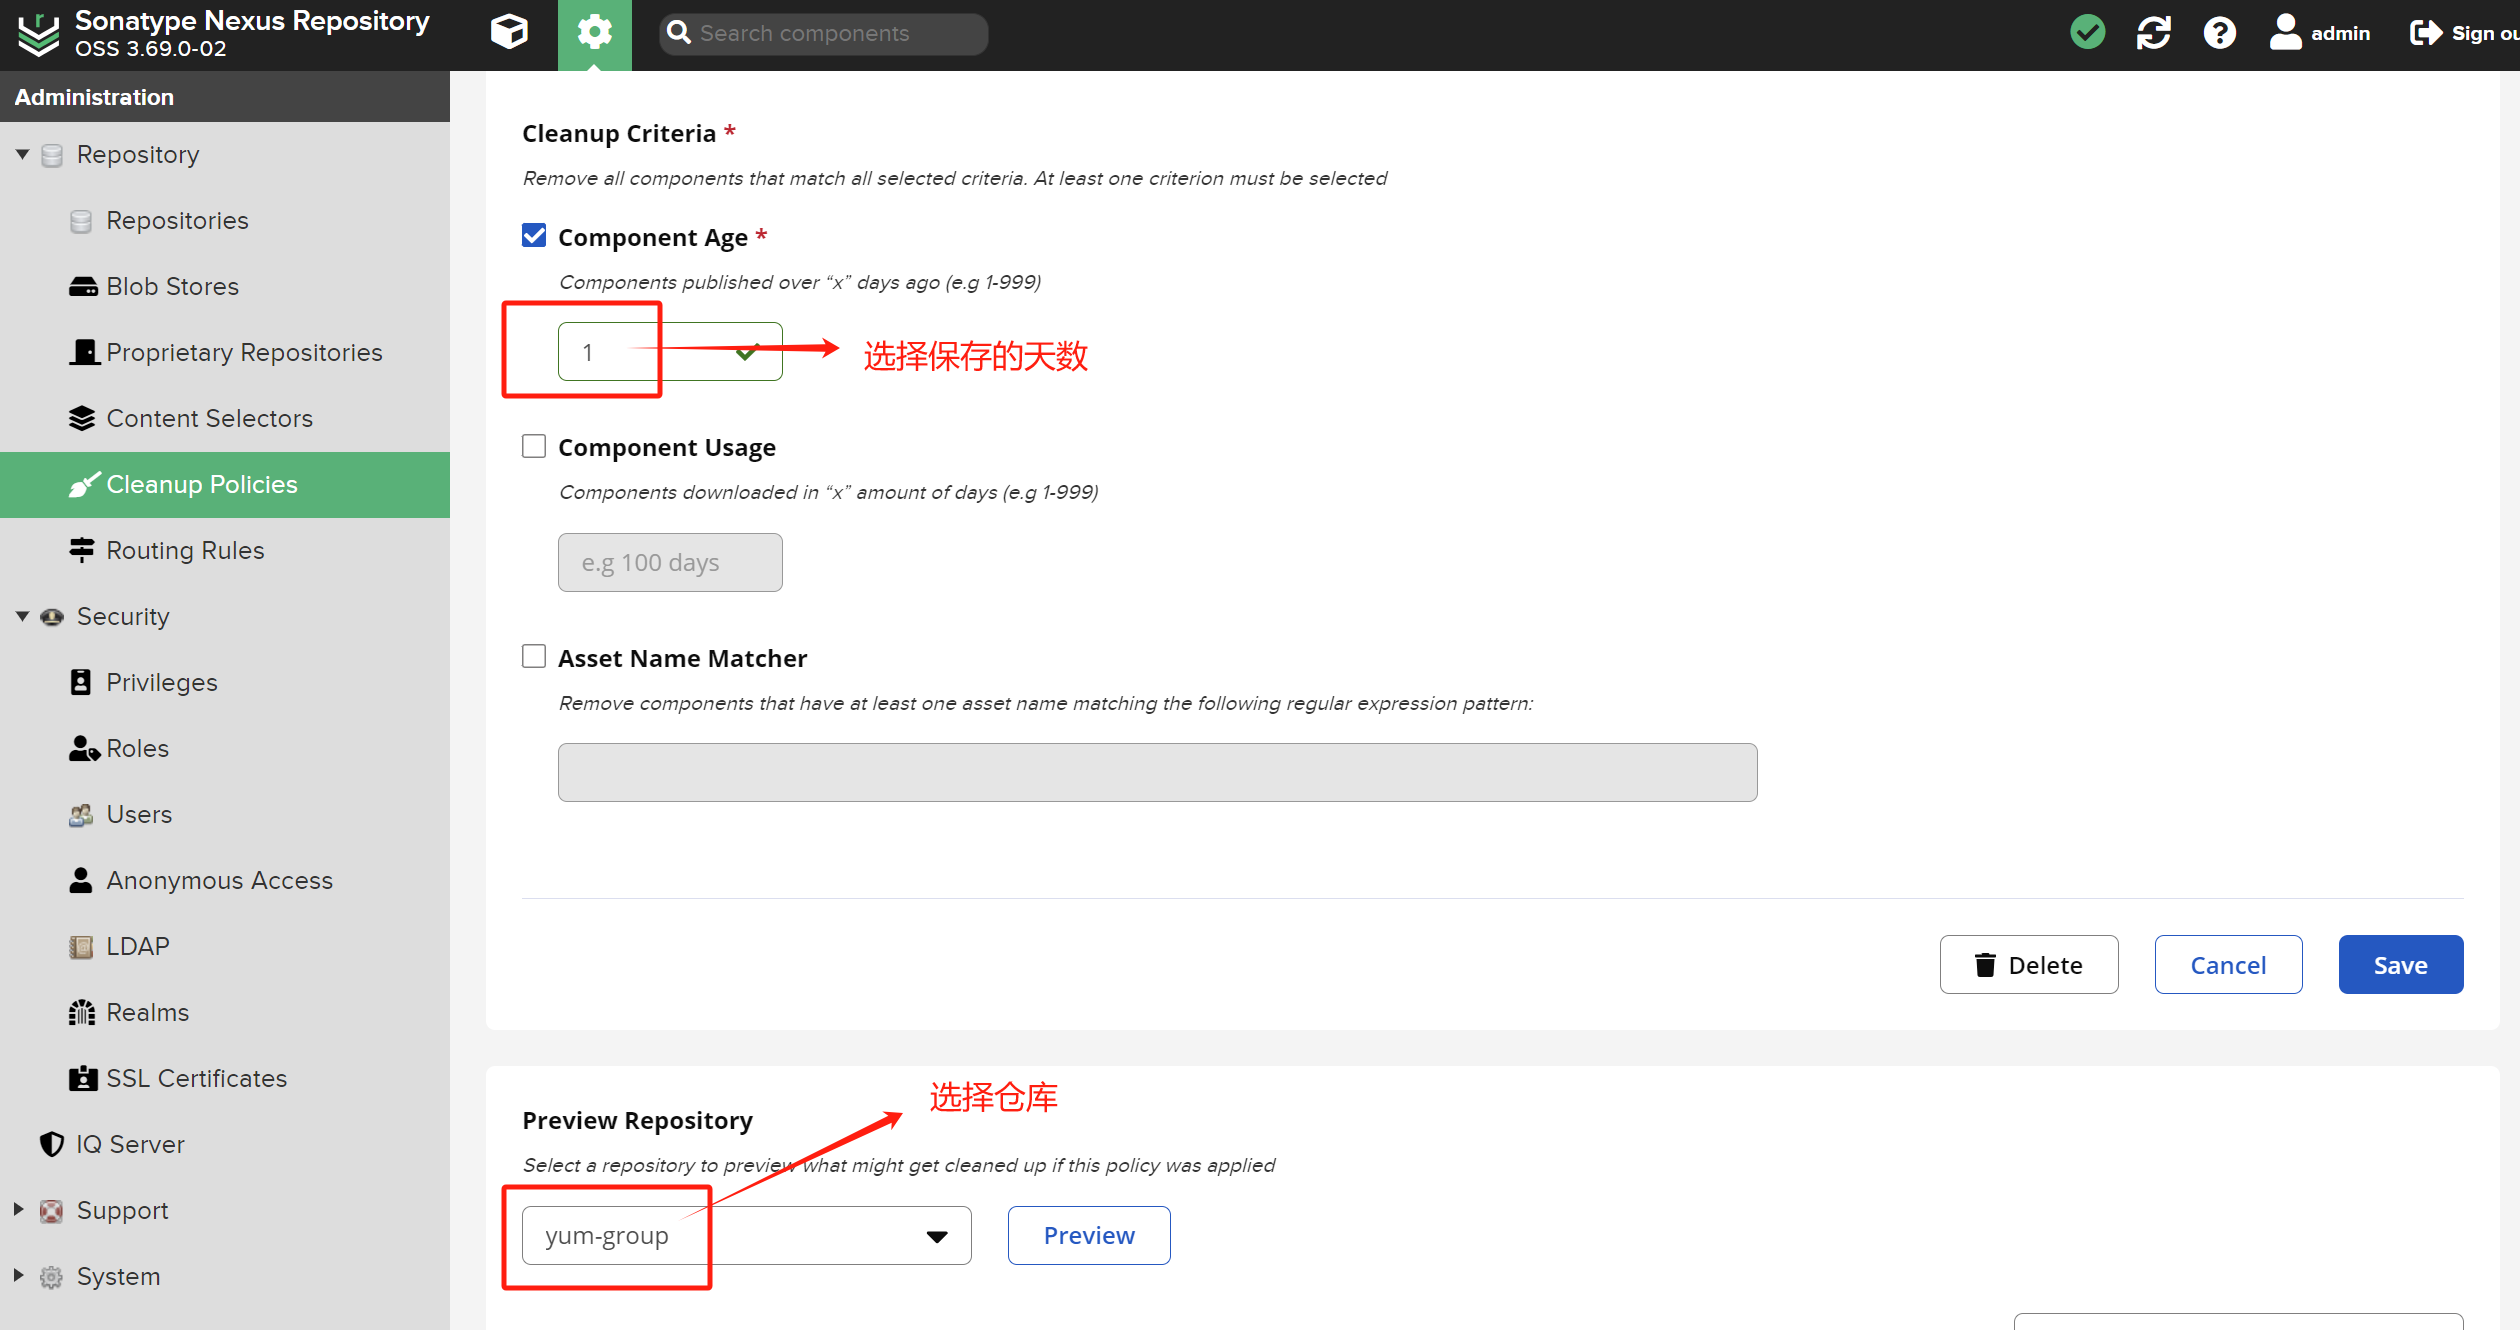 Sonatype Nexus Repository
OSS 3.69.0-02
Search components
admin
Sign ou
Administration
Repository
Repositories
Blob Stores
Proprietary Repositories
Content Selectors
Cleanup Policies
Routing Rules
Security
Privileges
Roles
Users
Anonymous Access
LDAP
Realms
SSL Certificates
IQ Server
Support
System
Cleanup Criteria *
Remove all components that match all selected criteria. At least one criterion must be selected
Component Age *
Components published over “x” days ago (e.g 1-999)
1
选择保存的天数
Component Usage
Components downloaded in “x” amount of days (e.g 1-999)
e.g 100 days
Asset Name Matcher
Remove components that have at least one asset name matching the following regular expression pattern:
Delete
Cancel
Save
选择仓库
Preview Repository
Select a repository to preview what might get cleaned up if this policy was applied
yum-group
Preview